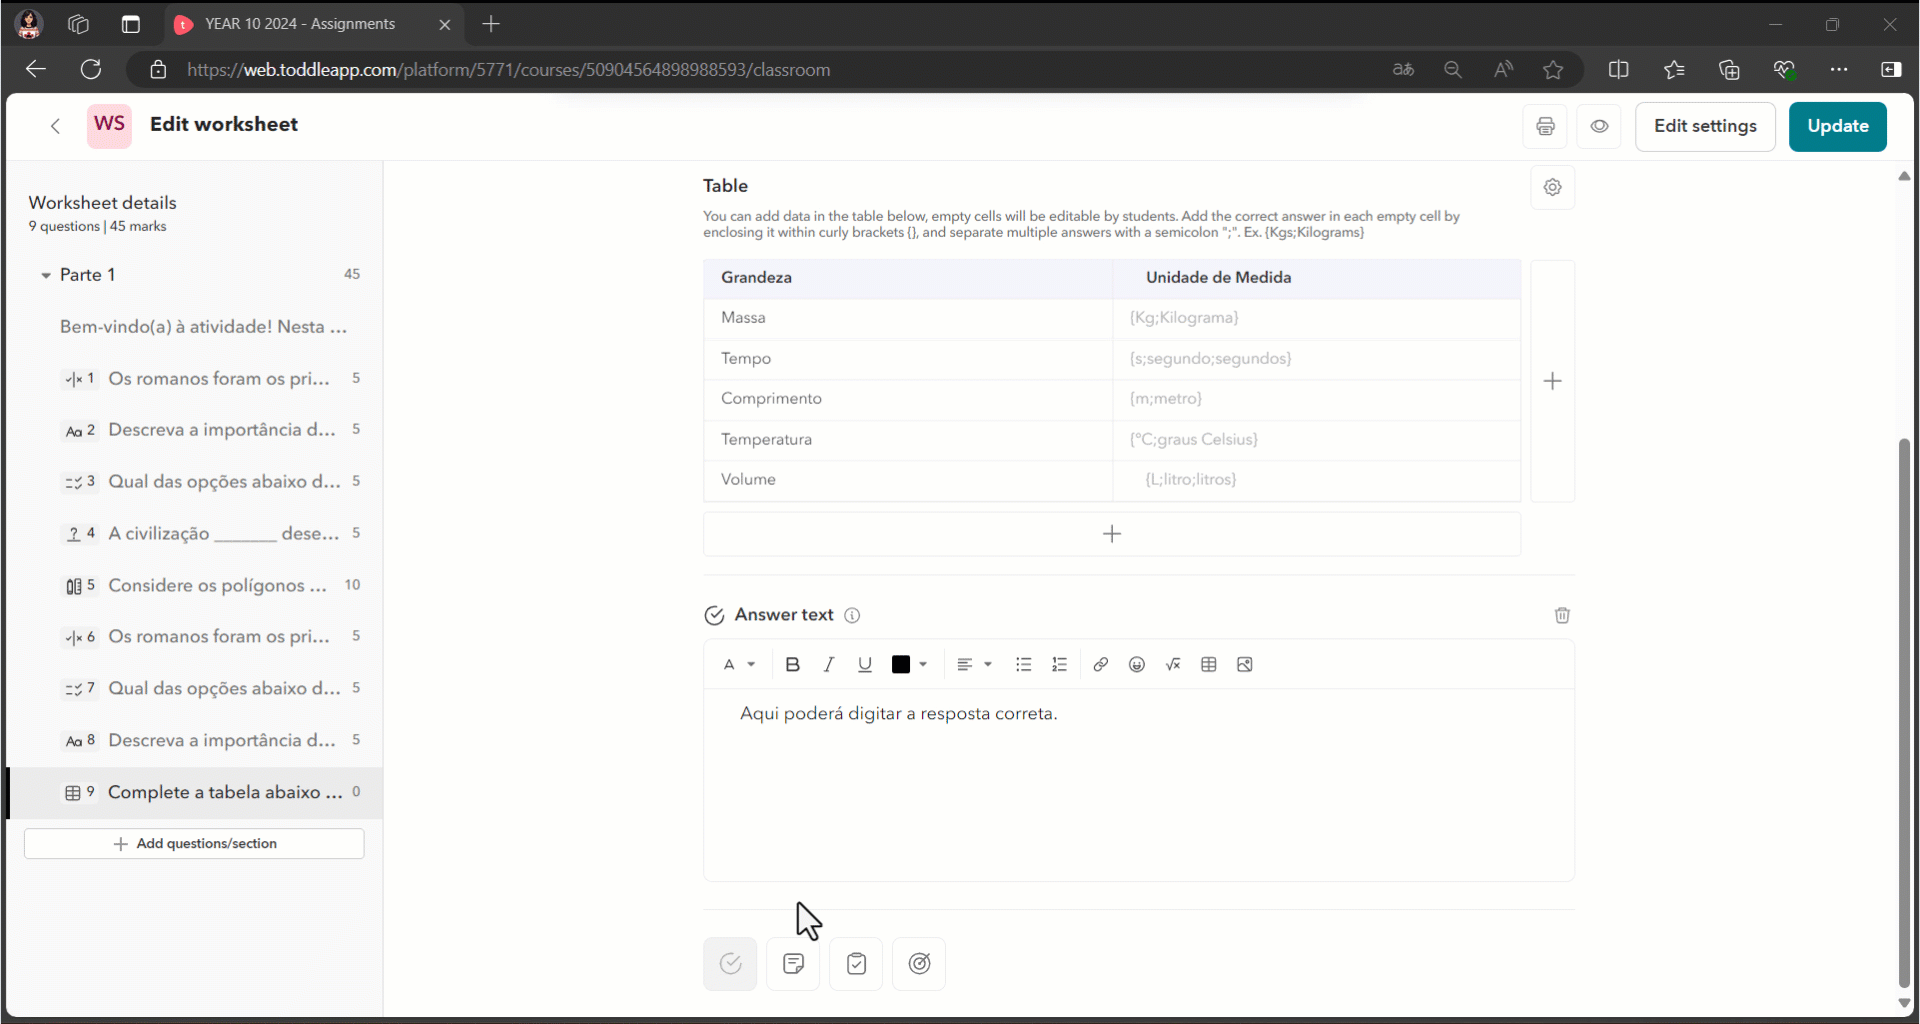 YEAR 10 2024 - Assignments
https://web.toddleapp.com/platform/5771/courses/50904564898988593/classroom
WS
Edit worksheet
Edit settings
Update
Worksheet details
9 questions | 45 marks
Parte 1 45
Bem-vindo(a) à atividade! Nesta ...
1 Os romanos foram os pri... 5
Aa 2 Descreva a importância d... 5
3 Qual das opções abaixo d... 5
? 4 A civilização _______ dese... 5
5 Considere os polígonos ... 10
6 Os romanos foram os pri... 5
7 Qual das opções abaixo d... 5
Aa 8 Descreva a importância d... 5
9 Complete a tabela abaixo ... 0
+ Add questions/section
Table
You can add data in the table below, empty cells will be editable by students. Add the correct answer in each empty cell by
enclosing it within curly brackets {}, and separate multiple answers with a semicolon ";". Ex. {Kgs;Kilograms}
Grandeza Unidade de Medida
Massa {Kg;Kilograma}
Tempo {s;segundo;segundos}
Comprimento {m;metro}
Temperatura {°C;graus Celsius}
Volume {L;litro;litros}
Answer text
A B I U
Aqui poderá digitar a resposta correta.